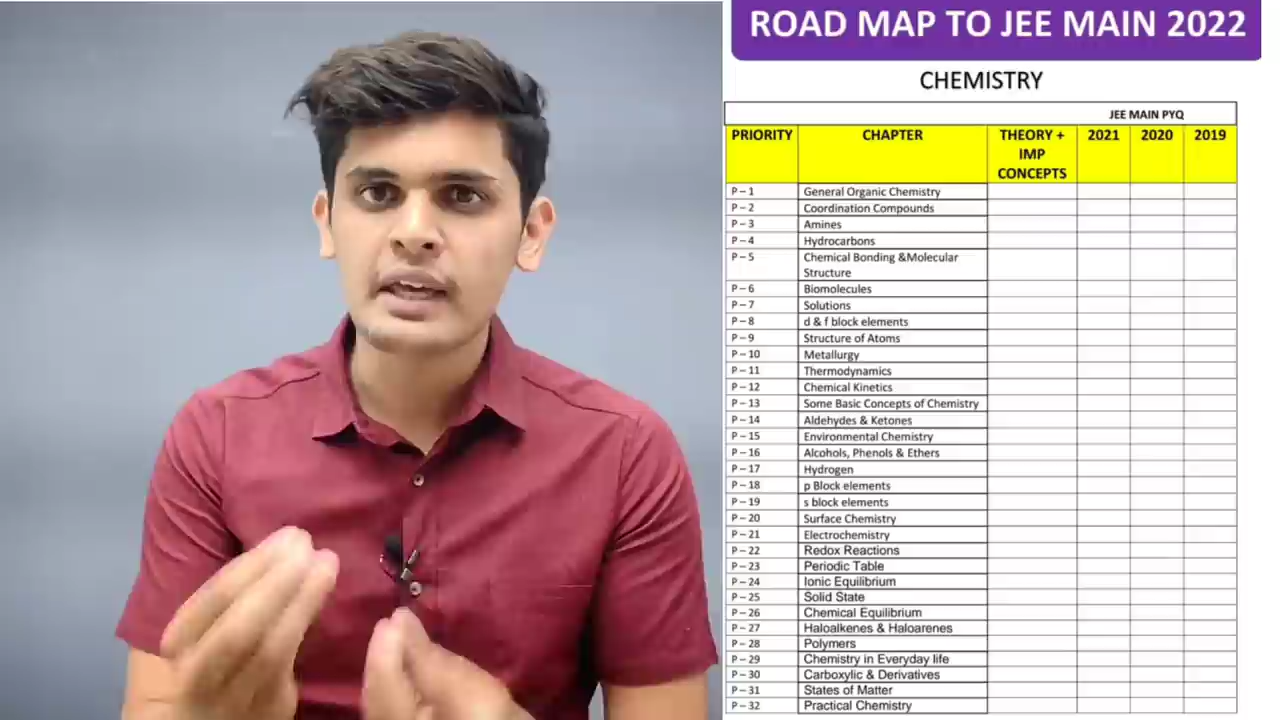 ROAD MAP TO JEE MAIN 2022
CHEMISTRY
JEE MAIN PYQ
PRIORITY CHAPTER THEORY + IMP CONCEPTS 2021 2020 2019
P – 1 General Organic Chemistry
P – 2 Coordination Compounds
P – 3 Amines
P – 4 Hydrocarbons
P – 5 Chemical Bonding &Molecular
Structure
P – 6 Biomolecules
P – 7 Solutions
P – 8 d & f block elements
P – 9 Structure of Atoms
P – 10 Metallurgy
P – 11 Thermodynamics
P – 12 Chemical Kinetics
P – 13 Some Basic Concepts of Chemistry
P – 14 Aldehydes & Ketones
P – 15 Environmental Chemistry
P – 16 Alcohols, Phenols & Ethers
P – 17 Hydrogen
P – 18 p Block elements
P – 19 s block elements
P – 20 Surface Chemistry
P – 21 Electrochemistry
P – 22 Redox Reactions
P – 23 Periodic Table
P – 24 Ionic Equilibrium
P – 25 Solid State
P – 26 Chemical Equilibrium
P – 27 Haloalkenes & Haloarenes
P – 28 Polymers
P – 29 Chemistry in Everyday life
P – 30 Carboxylic & Derivatives
P – 31 States of Matter
P – 32 Practical Chemistry